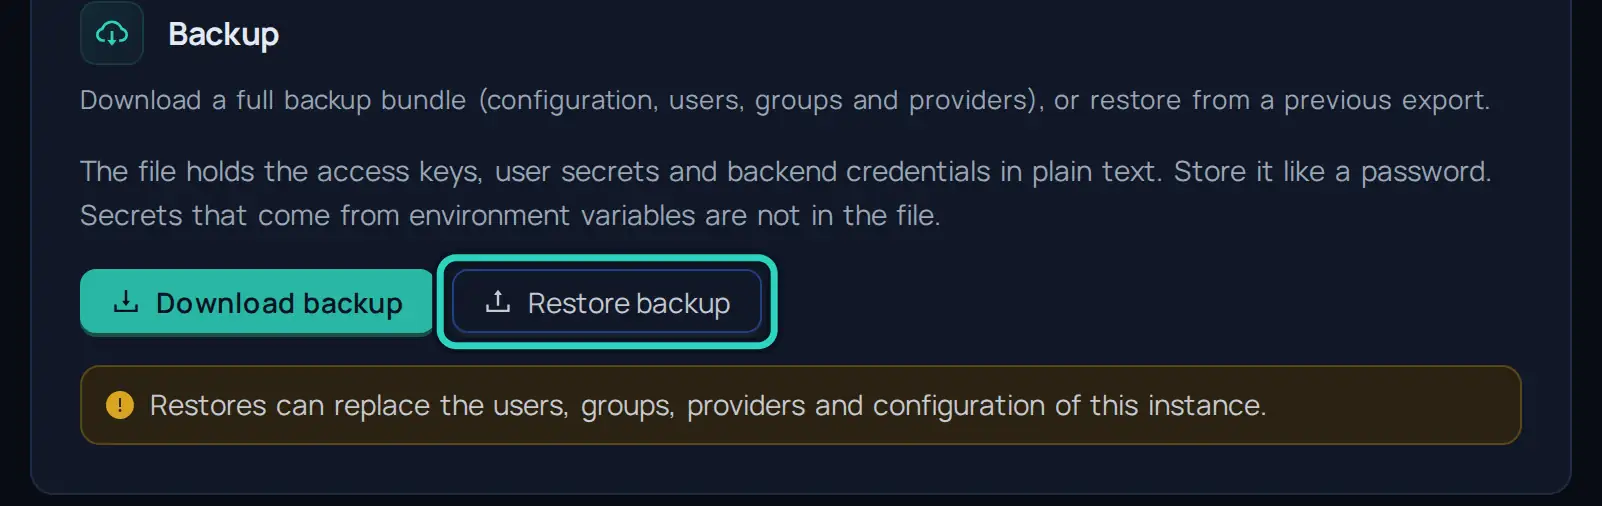 Backup
Download a full backup bundle (configuration, users, groups and providers), or restore from a previous export.
The file holds the access keys, user secrets and backend credentials in plain text. Store it like a password.
Secrets that come from environment variables are not in the file.
Download backup
Restore backup
Restores can replace the users, groups, providers and configuration of this instance.